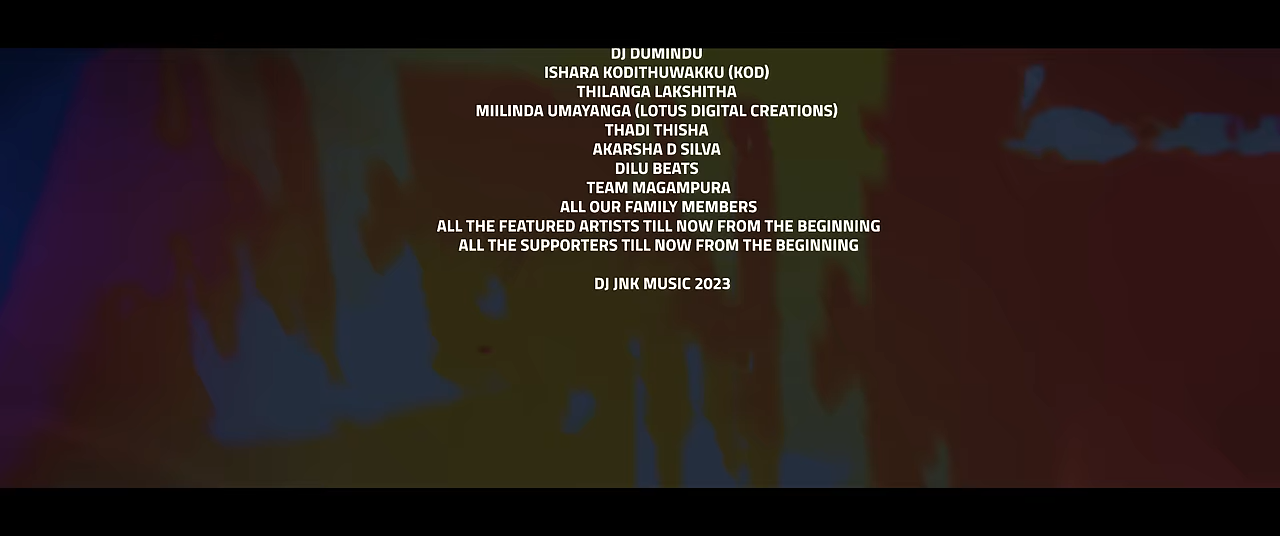 DJ DUMINDU
ISHARA KODITHUWAKKU (KOD)
THILANGA LAKSHITHA
MIILINDA UMAYANGA (LOTUS DIGITAL CREATIONS)
THADI THISHA
AKARSHA D SILVA
DILU BEATS
TEAM MAGAMPURA
ALL OUR FAMILY MEMBERS
ALL THE FEATURED ARTISTS TILL NOW FROM THE BEGINNING
ALL THE SUPPORTERS TILL NOW FROM THE BEGINNING
DJ JNK MUSIC 2023